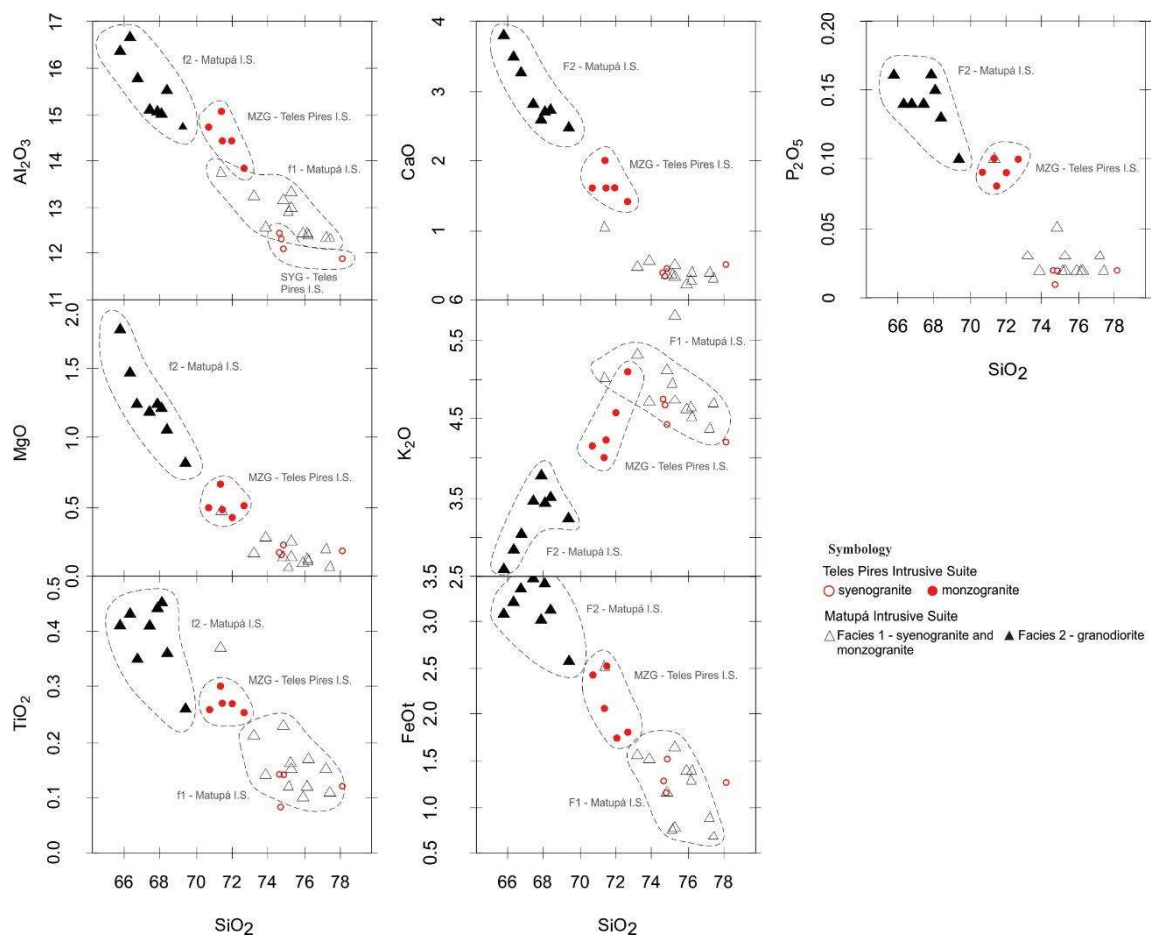 17
16
15
14
13
12
11
Al2O3
f2 - Matupá I.S.
MZG - Teles Pires I.S.
f1 - Matupá I.S.
SYG - Teles
Pires I.S.
4
3
2
1
0
CaO
F2 - Matupá I.S.
MZG - Teles Pires I.S.
0.20
0.15
0.10
0.05
0
P2O5
F2 - Matupá I.S.
MZG - Teles Pires I.S.
66 68 70 72 74 76 78
SiO2
2.0
1.5
1.0
0.5
0.0
MgO
f2 - Matupá I.S.
MZG - Teles Pires I.S.
6
5.5
4.5
3.5
2.5
K2O
F1 - Matupá I.S.
MZG - Teles Pires I.S.
F2 - Matupá I.S.
0.5
0.4
0.3
0.2
0.1
0.0
TiO2
f2 - Matupá I.S.
MZG - Teles Pires I.S.
f1 - Matupá I.S.
66 68 70 72 74 76 78
SiO2
3.5
3.0
2.5
2.0
1.5
1.0
0.5
FeOt
F2 - Matupá I.S.
MZG - Teles Pires I.S.
F1 - Matupá I.S.
66 68 70 72 74 76 78
SiO2
Symbology
Teles Pires Intrusive Suite
syenogranite monzogranite
Matupá Intrusive Suite
Facies 1 - syenogranite and Facies 2 - granodiorite
monzogranite